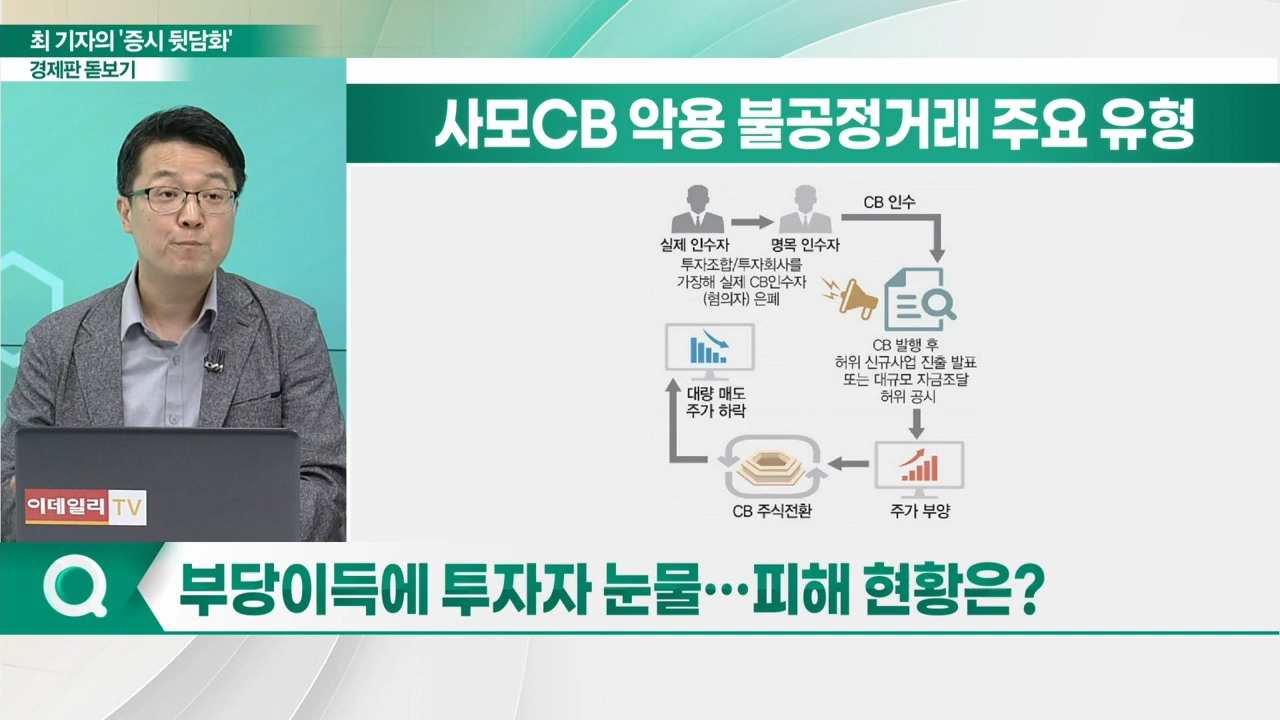 최 기자의 '증시 뒷담화'
경제판 돋보기
사모CB 악용 불공정거래 주요 유형
실제 인수자
명목 인수자
CB 인수
투자조합/투자회사를
가장해 실제 CB인수자
(혐의자) 은폐
CB 발행 후
허위 신규사업 진출 발표
또는 대규모 자금조달
허위 공시
대량 매도
주가 하락
CB 주식전환
주가 부양
이데일리 TV
Q 부당이득에 투자자 눈물…피해 현황은?